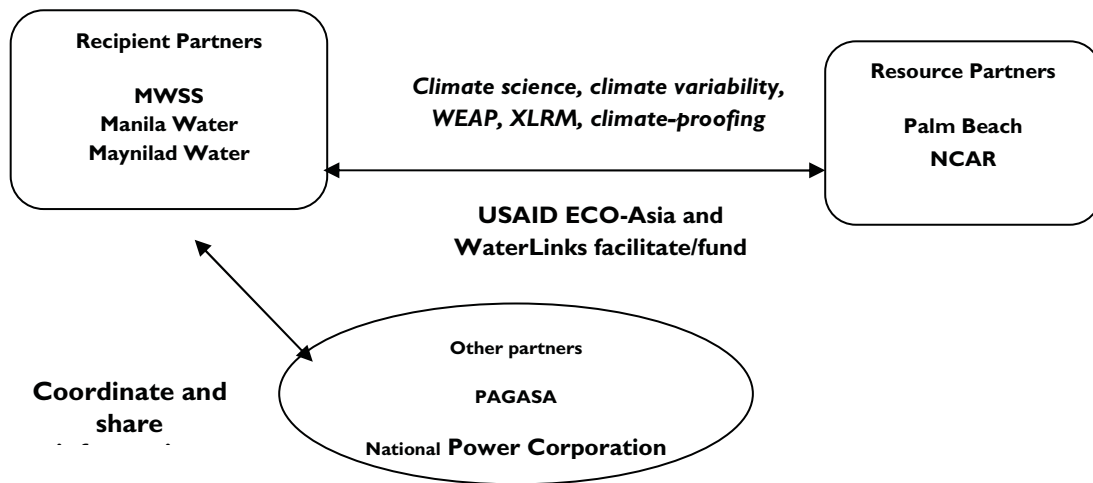 Recipient Partners
MWSS
Manila Water
Maynilad Water
Climate science, climate variability,
WEAP, XLRM, climate-proofing
USAID ECO-Asia and
WaterLinks facilitate/fund
Resource Partners
Palm Beach
NCAR
Other partners
PAGASA
National Power Corporation
Coordinate and
share